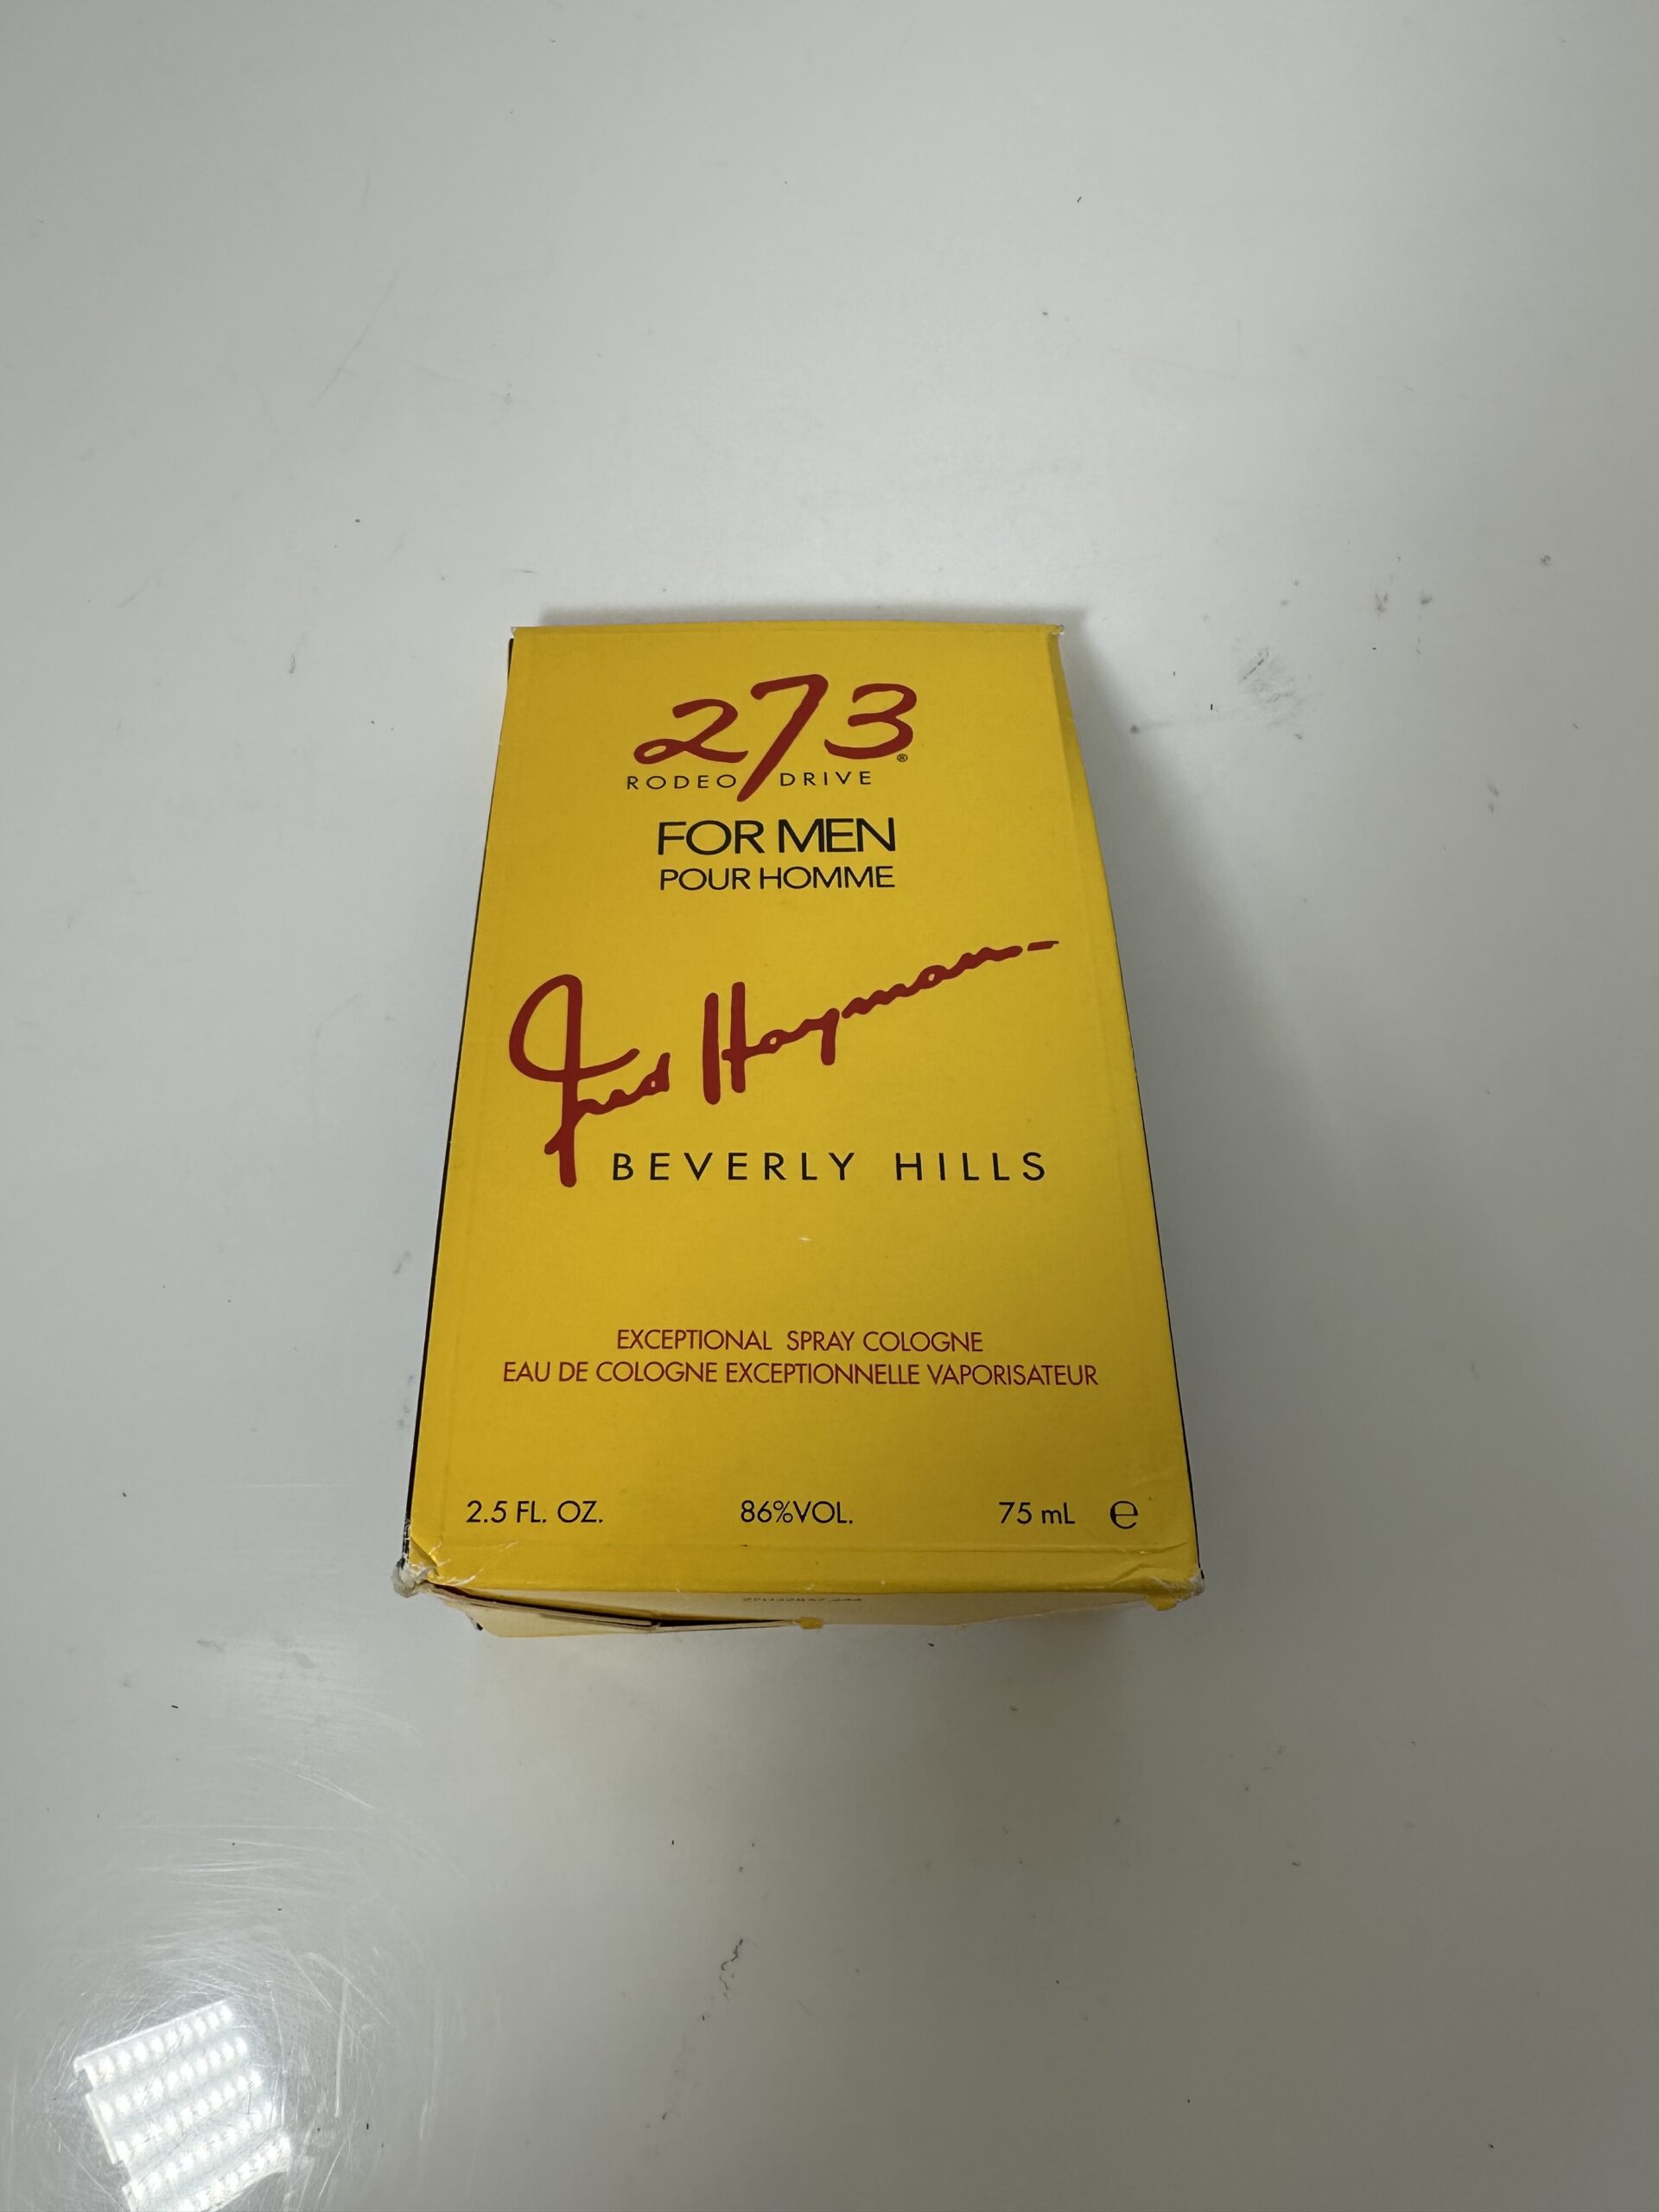 273®
RODEO DRIVE
FOR MEN
POUR HOMME
Fred Hayman
BEVERLY HILLS
EXCEPTIONAL SPRAY COLOGNE
EAU DE COLOGNE EXCEPTIONNELLE VAPORISATEUR
2.5 FL. OZ. 86%VOL. 75 mL ℮